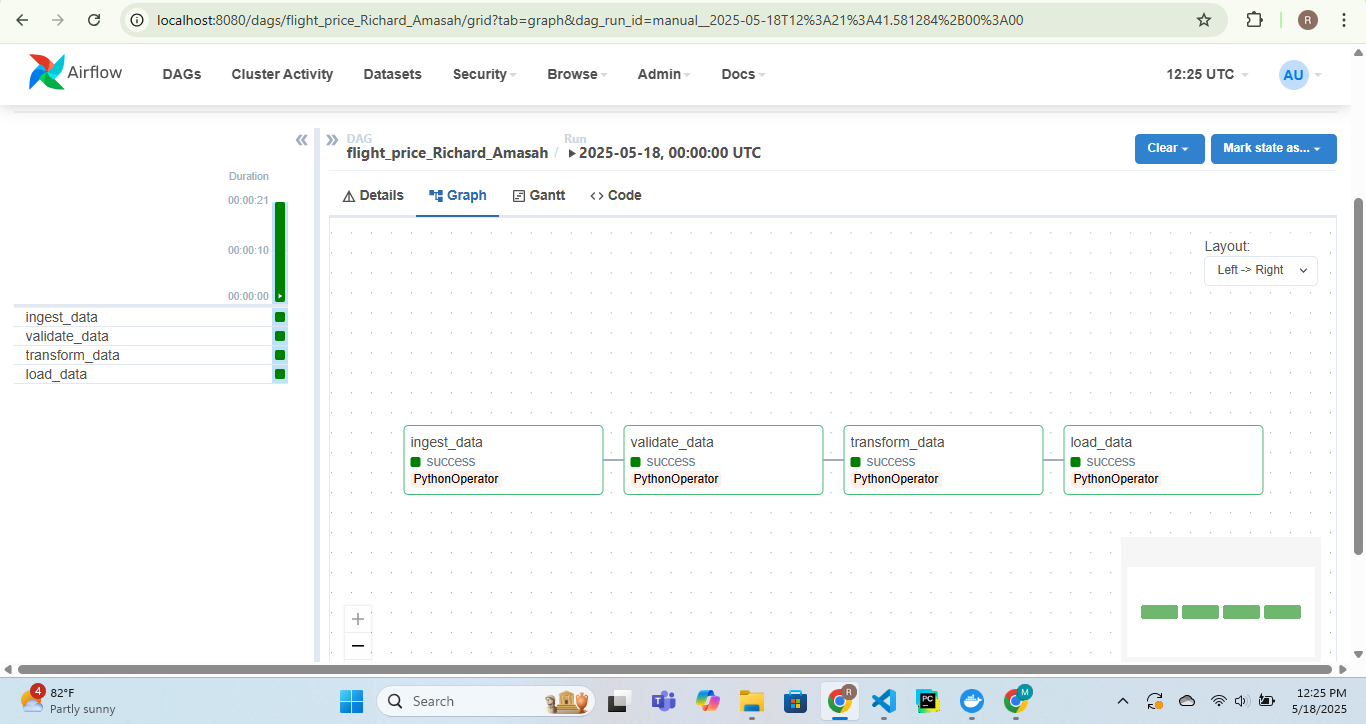 localhost:8080/dags/flight_price_Richard_Amasah/grid?tab=graph&dag_run_id=manual__2025-05-18T12%3A21%3A41.581284%2B00%3A00
R
Airflow
DAGs
Cluster Activity
Datasets
Security
Browse
Admin
Docs
12:25 UTC
AU
DAG
flight_price_Richard_Amasah
/
Run
2025-05-18, 00:00:00 UTC
Clear
Mark state as...
Details
Graph
Gantt
Code
Duration
00:00:21
00:00:10
00:00:00
ingest_data
validate_data
transform_data
load_data
Layout:
Left -> Right
ingest_data
success
PythonOperator
validate_data
success
PythonOperator
transform_data
success
PythonOperator
load_data
success
PythonOperator
4
82°F
Partly sunny
Search
R
PC
M
12:25 PM
5/18/2025